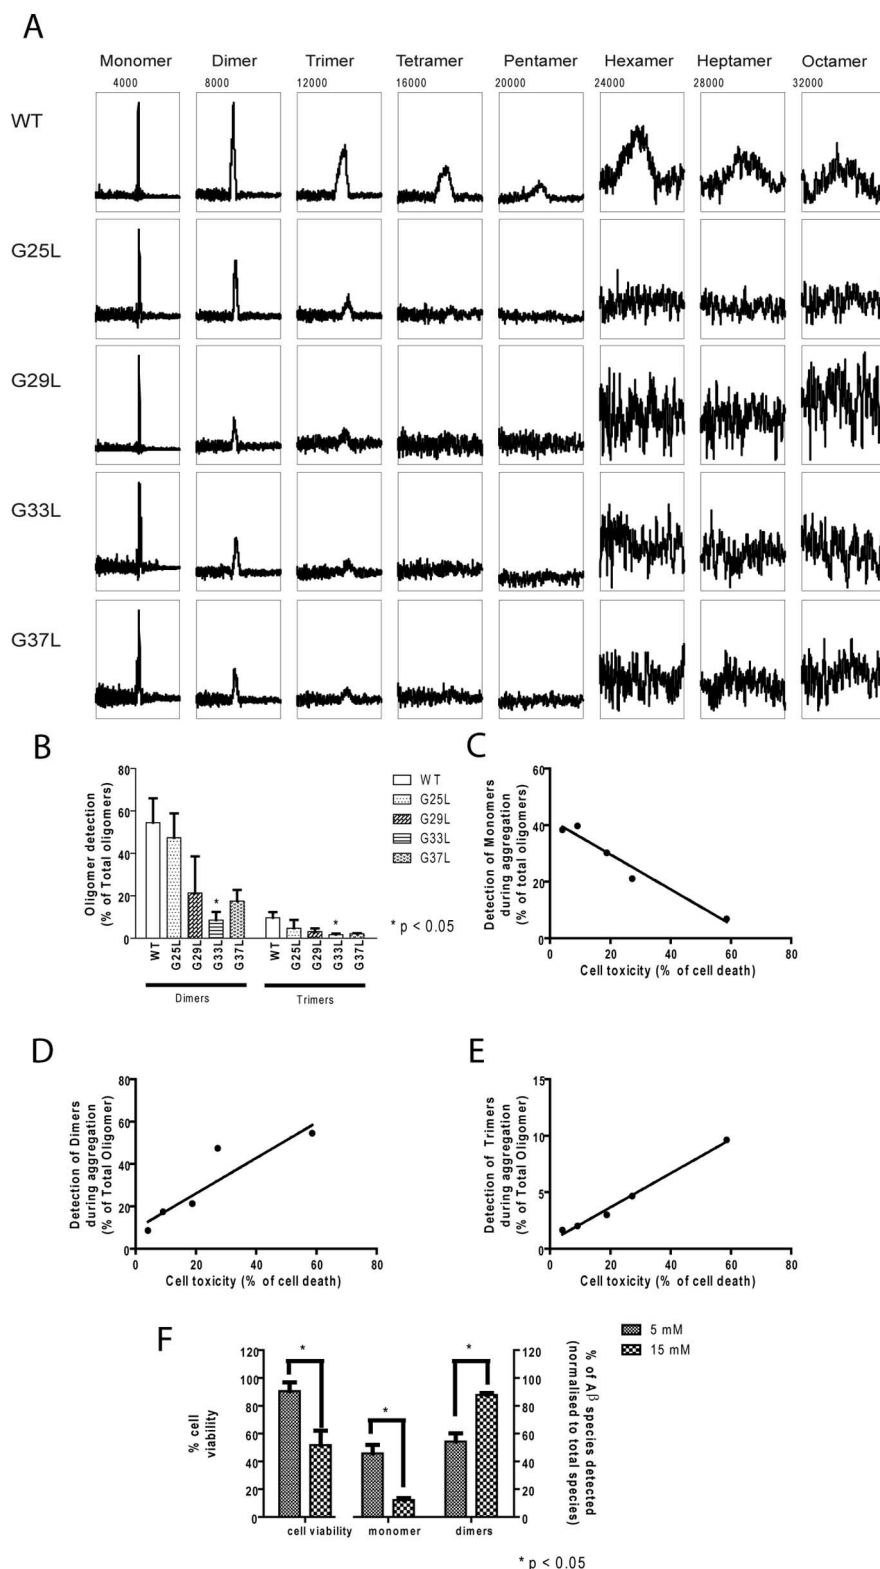 A
Monomer Dimer Trimer Tetramer Pentamer Hexamer Heptamer Octamer
4000 8000 12000 16000 20000 24000 28000 32000
WT
G25L
G29L
G33L
G37L
B
Oligomer detection
(% of Total oligomers)
80
60
40
20
0
*
*
WT G25L G29L G33L G37L WT G25L G29L G33L G37L
Dimers Trimers
WT
G25L
G29L
G33L
G37L
* p < 0.05
C
Detection of Monomers
during aggregation
(% of total oligomers)
60
40
20
0
0 20 40 60 80
Cell toxicity (% of cell death)
D
Detection of Dimers
during aggregation
(% of Total Oligomer)
80
60
40
20
0
0 20 40 60 80
Cell toxicity (% of cell death)
E
Detection of Trimers
during aggregation
(% of Total Oligomer)
15
10
5
0
0 20 40 60 80
Cell toxicity (% of cell death)
F
5 mM
15 mM
% cell
viability
120
100
80
60
40
20
0
*
*
*
120
100
80
60
40
20
0
% of Aβ species detected
(normalised to total species)
cell viability monomer dimers
* p < 0.05